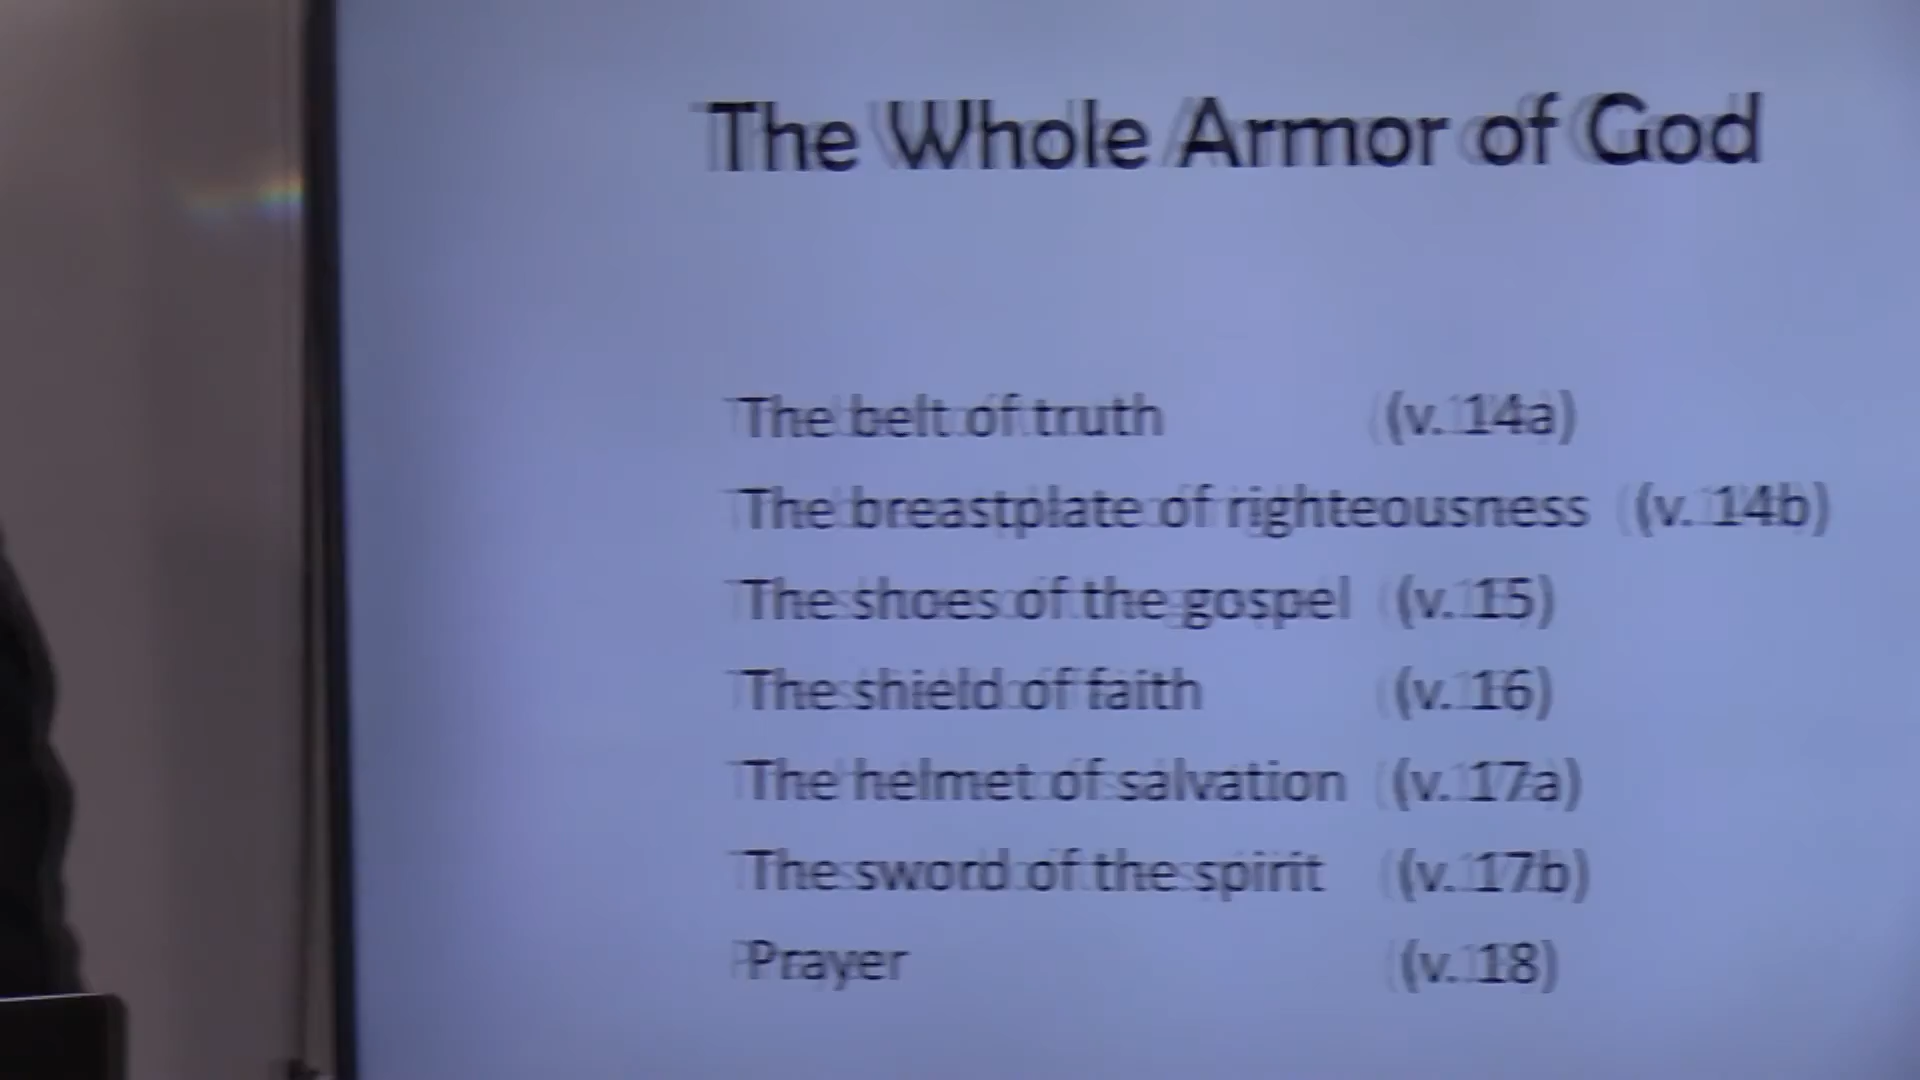 The Whole Armor of God
The belt of truth (v. 14a)
The breastplate of righteousness (v. 14b)
The shoes of the gospel (v. 15)
The shield of faith (v. 16)
The helmet of salvation (v. 17a)
The sword of the spirit (v. 17b)
Prayer (v. 18)